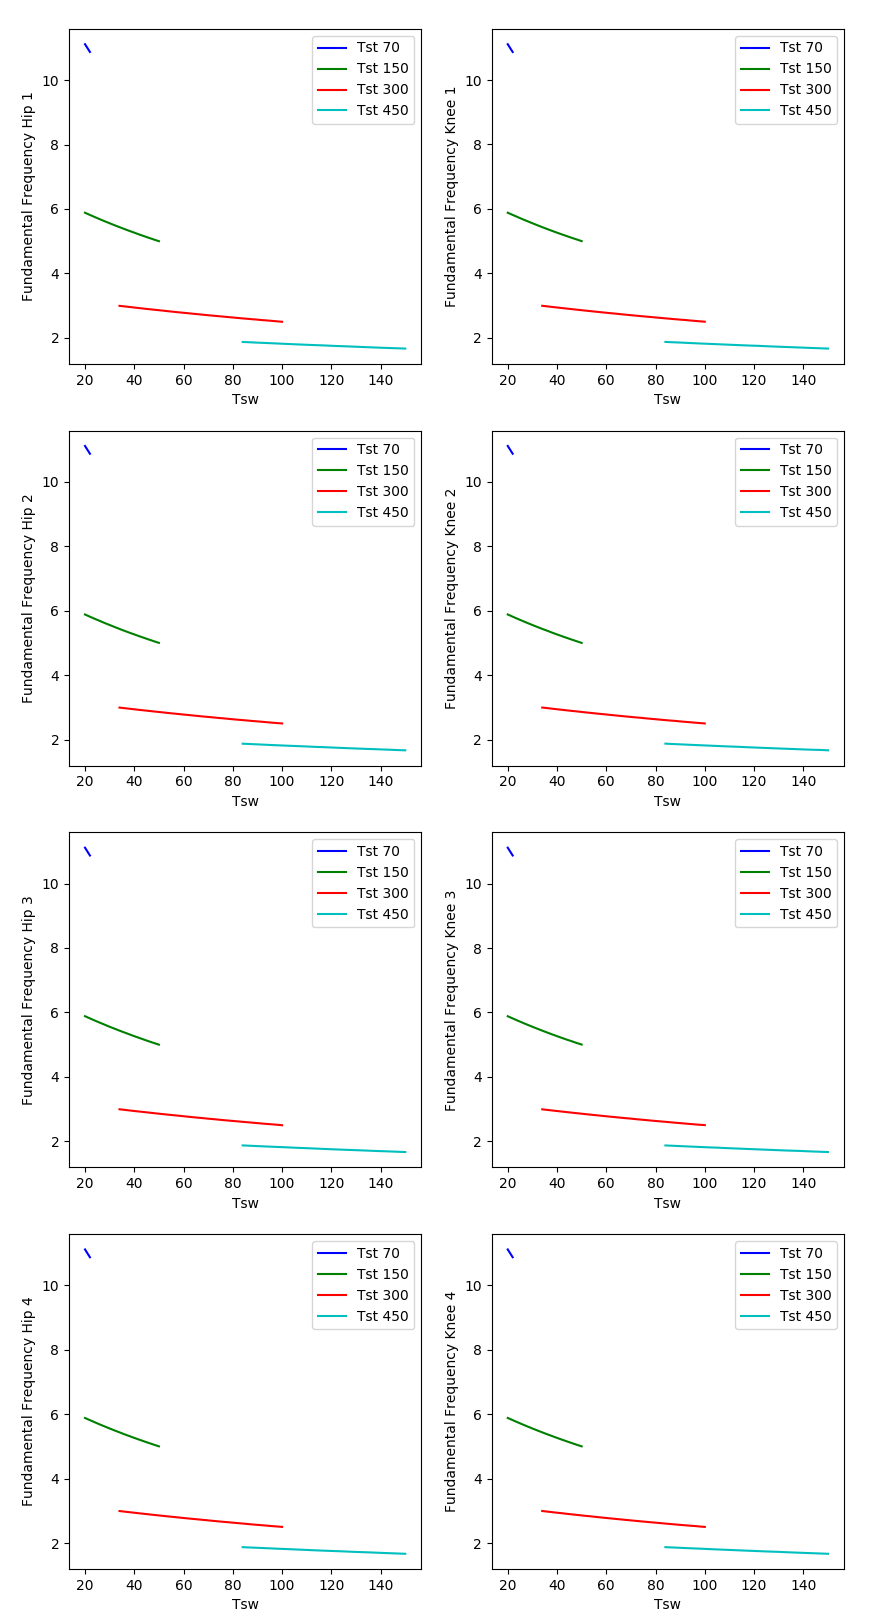 Fundamental Frequency Hip 1
10
8
6
4
2
Tst 70
Tst 150
Tst 300
Tst 450
20 40 60 80 100 120 140
Tsw
Fundamental Frequency Knee 1
10
8
6
4
2
Tst 70
Tst 150
Tst 300
Tst 450
20 40 60 80 100 120 140
Tsw
Fundamental Frequency Hip 2
10
8
6
4
2
Tst 70
Tst 150
Tst 300
Tst 450
20 40 60 80 100 120 140
Tsw
Fundamental Frequency Knee 2
10
8
6
4
2
Tst 70
Tst 150
Tst 300
Tst 450
20 40 60 80 100 120 140
Tsw
Fundamental Frequency Hip 3
10
8
6
4
2
Tst 70
Tst 150
Tst 300
Tst 450
20 40 60 80 100 120 140
Tsw
Fundamental Frequency Knee 3
10
8
6
4
2
Tst 70
Tst 150
Tst 300
Tst 450
20 40 60 80 100 120 140
Tsw
Fundamental Frequency Hip 4
10
8
6
4
2
Tst 70
Tst 150
Tst 300
Tst 450
20 40 60 80 100 120 140
Tsw
Fundamental Frequency Knee 4
10
8
6
4
2
Tst 70
Tst 150
Tst 300
Tst 450
20 40 60 80 100 120 140
Tsw